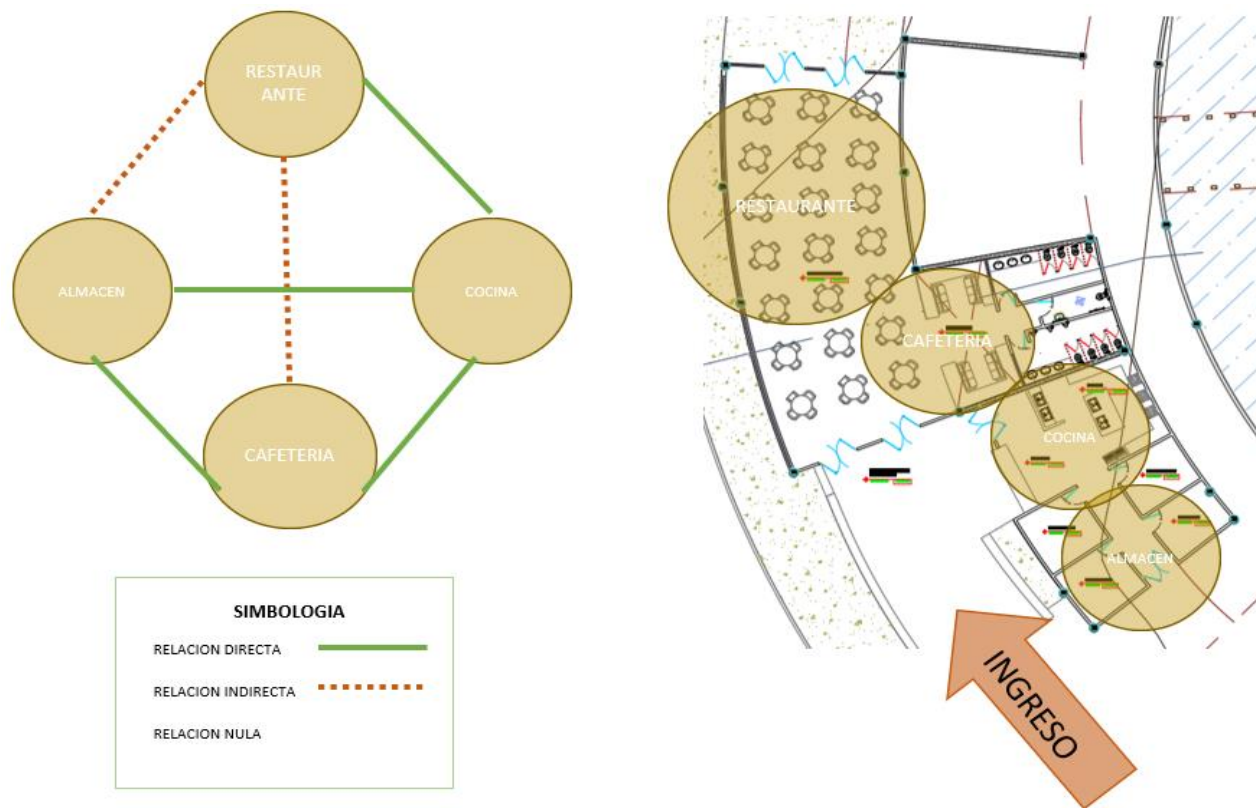 RESTAUR
ANTE
ALMACEN
COCINA
CAFETERIA
SIMBOLOGIA
RELACION DIRECTA
RELACION INDIRECTA
RELACION NULA
RESTAURANTE
CAFETERIA
COCINA
ALMACEN
INGRESO